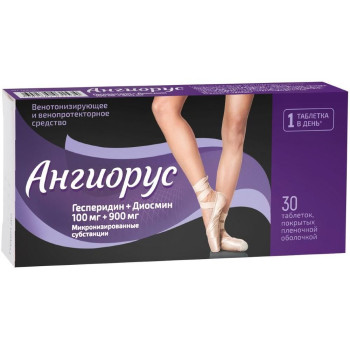 Венотонизирующее
и венопротекторное
средство
1 ТАБЛЕТКА
В ДЕНЬ*
Ангиорус
Гесперидин + Диосмин
100 мг + 900 мг
Микронизированные
субстанции
30
таблеток,
покрытых
пленочной
оболочкой